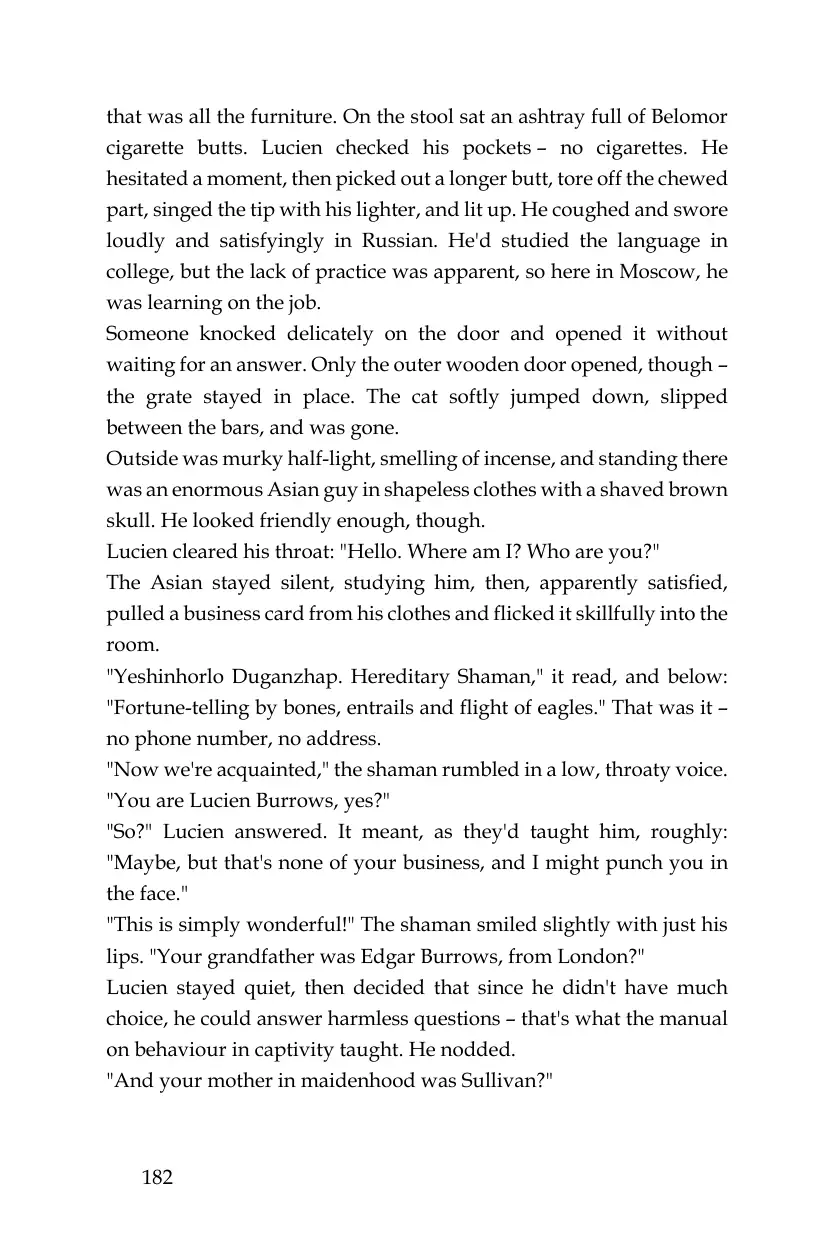 that was all the furniture. On the stool sat an ashtray full of Belomor
cigarette butts. Lucien checked his pockets – no cigarettes. He
hesitated a moment, then picked out a longer butt, tore off the chewed
part, singed the tip with his lighter, and lit up. He coughed and swore
loudly and satisfyingly in Russian. He'd studied the language in
college, but the lack of practice was apparent, so here in Moscow, he
was learning on the job.
Someone knocked delicately on the door and opened it without
waiting for an answer. Only the outer wooden door opened, though –
the grate stayed in place. The cat softly jumped down, slipped
between the bars, and was gone.
Outside was murky half-light, smelling of incense, and standing there
was an enormous Asian guy in shapeless clothes with a shaved brown
skull. He looked friendly enough, though.
Lucien cleared his throat: "Hello. Where am I? Who are you?"
The Asian stayed silent, studying him, then, apparently satisfied,
pulled a business card from his clothes and flicked it skillfully into the
room.
"Yeshinhorlo Duganzhap. Hereditary Shaman," it read, and below:
"Fortune-telling by bones, entrails and flight of eagles." That was it –
no phone number, no address.
"Now we're acquainted," the shaman rumbled in a low, throaty voice.
"You are Lucien Burrows, yes?"
"So?" Lucien answered. It meant, as they'd taught him, roughly:
"Maybe, but that's none of your business, and I might punch you in
the face."
"This is simply wonderful!" The shaman smiled slightly with just his
lips. "Your grandfather was Edgar Burrows, from London?"
Lucien stayed quiet, then decided that since he didn't have much
choice, he could answer harmless questions – that's what the manual
on behaviour in captivity taught. He nodded.
"And your mother in maidenhood was Sullivan?"
182